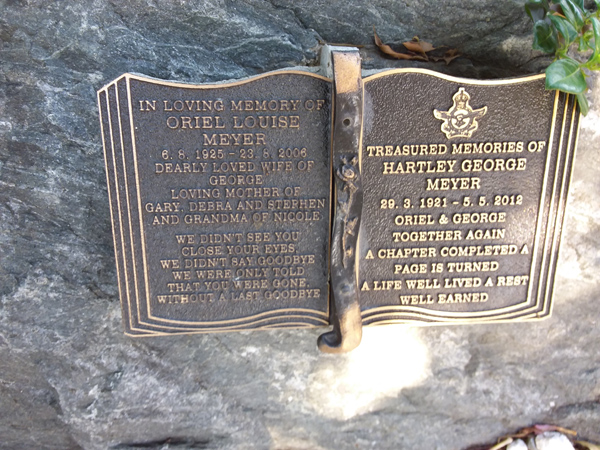 IN LOVING MEMORY OF
ORIEL LOUISE
MEYER
6. 8. 1925 - 23. 8. 2006
DEARLY LOVED WIFE OF
GEORGE
LOVING MOTHER OF
GARY, DEBRA AND STEPHEN
AND GRANDMA OF NICOLE
WE DIDN'T SEE YOU
CLOSE YOUR EYES
WE DIDN'T SAY GOODBYE
WE WERE ONLY TOLD
THAT YOU WERE GONE,
WITHOUT A LAST GOODBYE
TREASURED MEMORIES OF
HARTLEY GEORGE
MEYER
29. 3. 1921 - 5. 5. 2012
ORIEL & GEORGE
TOGETHER AGAIN
A CHAPTER COMPLETED A
PAGE IS TURNED
A LIFE WELL LIVED A REST
WELL EARNED